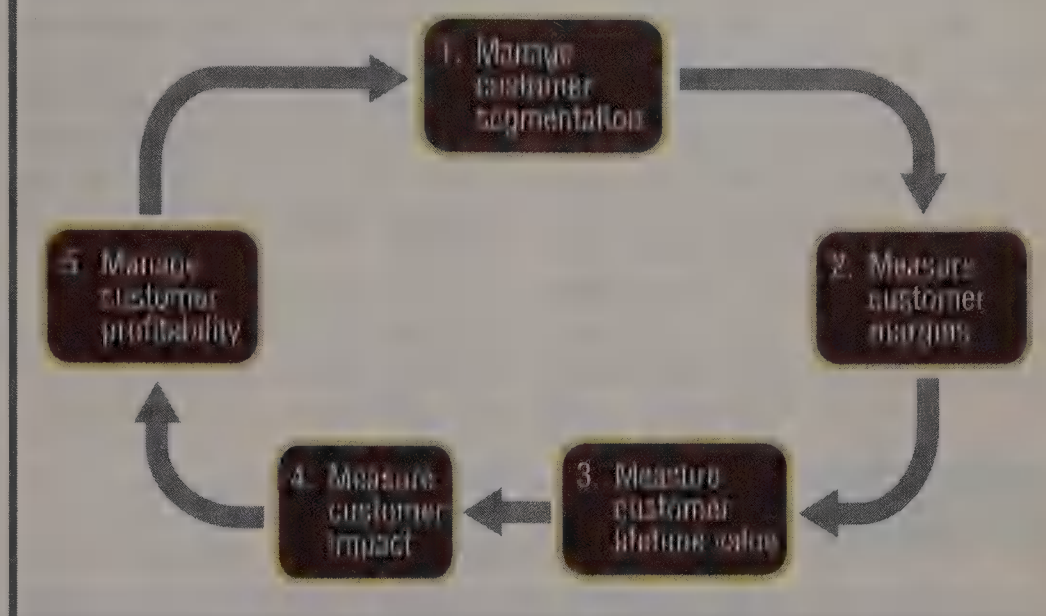 1. Manage
customer
segmentation
2. Measure
customer
margins
3. Measure
customer
lifetime value
4. Measure
customer
impact
5. Manage
customer
profitability